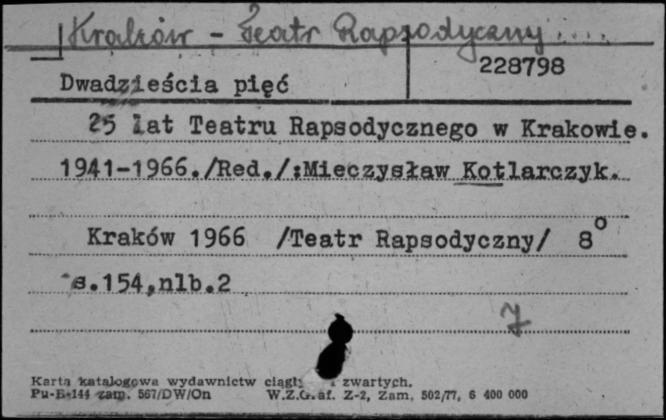 Kraków - Teatr Rapsodyczny ....
228798
Dwadzieścia pięć
25 lat Teatru Rapsodycznego w Krakowie.
1941-1966./Red./:Mieczysław Kotlarczyk.
Kraków 1966 /Teatr Rapsodyczny/ 8°
s.154,nlb.2
7
Karta katalogowa wydawnictw zwartych.
Pu-B-144 zam. 567/DW/On W.Z.Graf. Z-2, Zam. 502/77, 6 400 000